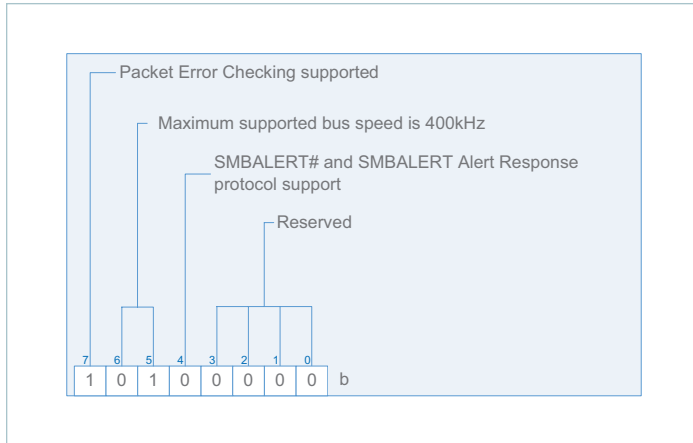 Packet Error Checking supported
Maximum supported bus speed is 400kHz
SMBALERT# and SMBALERT Alert Response
protocol support
Reserved
7 6 5 4 3 2 1 0
1 0 1 0 0 0 0 0 b